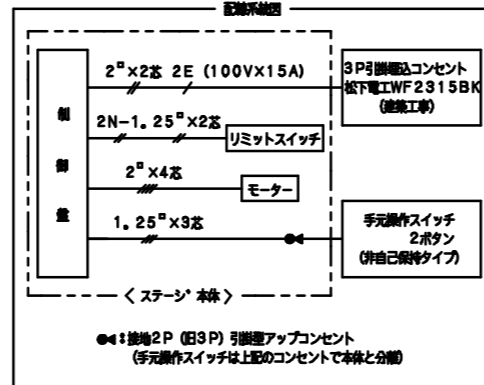 配線系統図
2□×2芯 2E (100V×15A)
3P引掛埋込コンセント
松下電工WF2315BK
(建築工事)
制御盤
2N-1.25□×2芯
リミットスイッチ
2□×4芯
モーター
1.25□×3芯
手元操作スイッチ
2ボタン
(非自己保持タイプ)
〈 ステージ本体 〉
●◀:接地2P (旧3P) 引掛型アップコンセント
(手元操作スイッチは上記のコンセントで本体と分離)